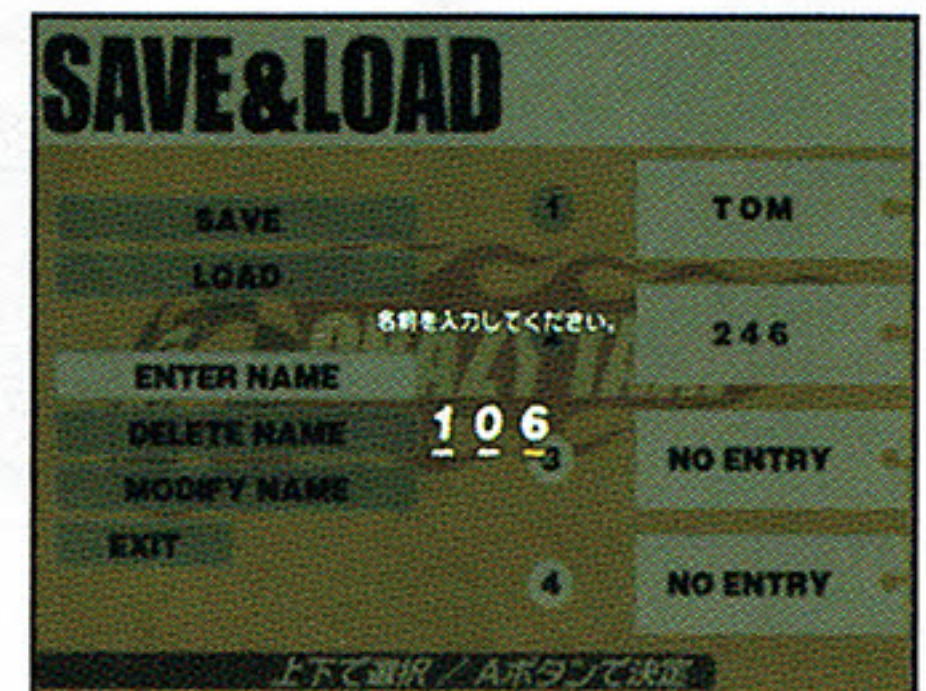 SAVE&LOAD
SAVE
LOAD
ENTER NAME
DELETE NAME
MODIFY NAME
EXIT
名前を入力してください。
106
1 TOM
2 246
3 NO ENTRY
4 NO ENTRY
上下で選択 / Aボタンで決定